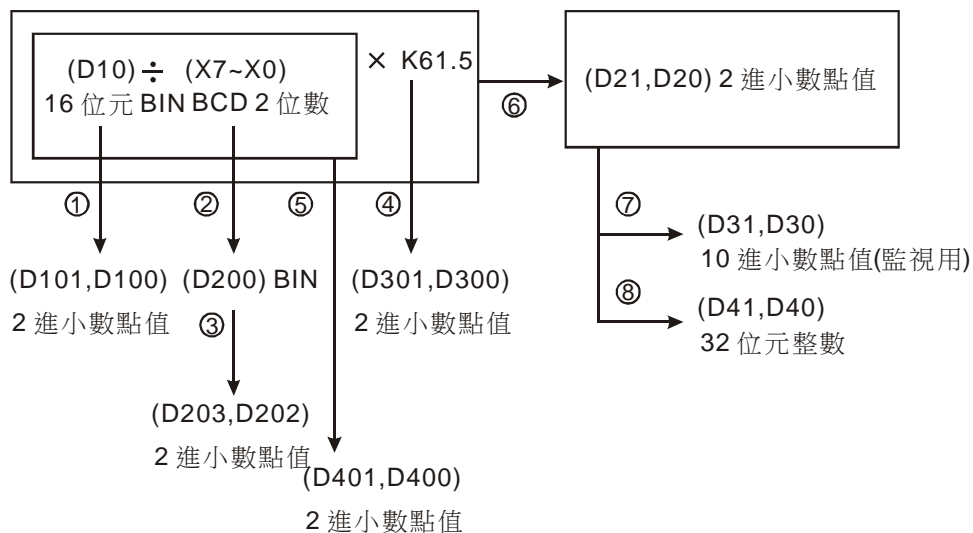 (D10) ÷ (X7~X0) × K61.5
16 位元 BIN BCD 2 位數
(D21,D20) 2 進小數點值
⑥
① ② ⑤ ④
(D101,D100) (D200) BIN (D301,D300)
2 進小數點值 2 進小數點值
③
(D203,D202)
2 進小數點值
(D401,D400)
2 進小數點值
⑦
(D31,D30)
10 進小數點值(監視用)
⑧
(D41,D40)
32 位元整數